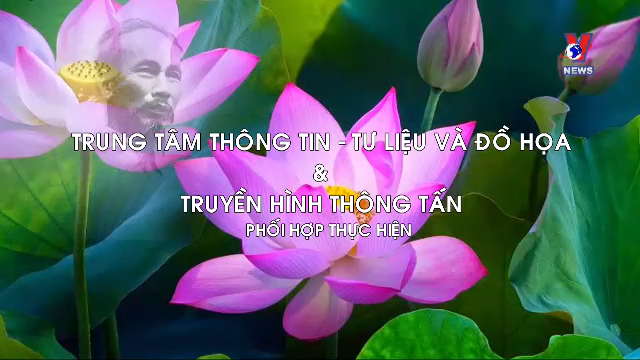 V
NEWS
TRUNG TÂM THÔNG TIN - TƯ LIỆU VÀ ĐỒ HỌA
&
TRUYỀN HÌNH THÔNG TẤN
PHỐI HỢP THỰC HIỆN